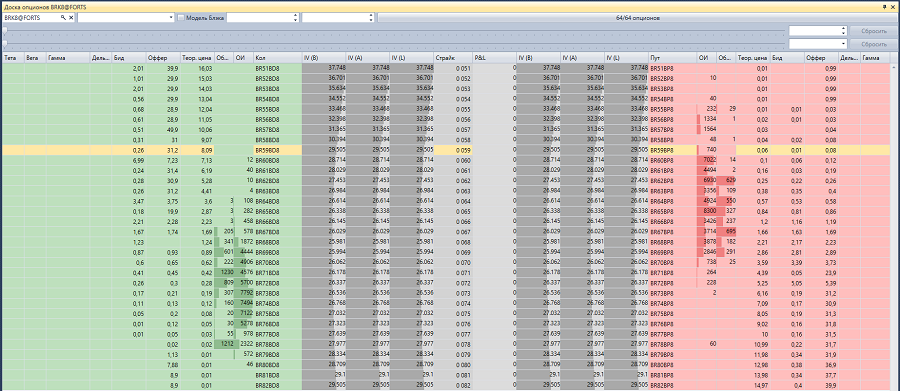 Доска опционов BRK8@FORTS
BRK8@FORTS Модель Блэка 64/64 опционов
Сбросить
Сбросить
Тета Вега Гамма Дель... Бид Оффер Теор. цена Об... ОИ Кол IV (B) IV (A) IV (L) Страйк P&L IV (B) IV (A) IV (L) Пут ОИ Об... Теор. цена Бид Оффер Дель... Гамма
2,01 39,9 16,03 BR51BD8 37.748 37.748 37.748 0 051 0 37.748 37.748 37.748 BR51BP8 0,01 0,99
1,01 29,9 15,03 BR52BD8 36.701 36.701 36.701 0 052 0 36.701 36.701 36.701 BR52BP8 10 0,01 0,99
2,01 29,9 14,03 BR53BD8 35.634 35.634 35.634 0 053 0 35.634 35.634 35.634 BR53BP8 0,01 0,99
0,56 29,9 13,04 BR54BD8 34.552 34.552 34.552 0 054 0 34.552 34.552 34.552 BR54BP8 40 0,01 0,99
0,68 28,9 12,04 BR55BD8 33.468 33.468 33.468 0 055 0 33.468 33.468 33.468 BR55BP8 232 29 0,01 0,01 0,03
0,61 28,9 11,05 BR56BD8 32.398 32.398 32.398 0 056 0 32.398 32.398 32.398 BR56BP8 1334 1 0,02 0,01 0,03
0,51 49,9 10,06 BR57BD8 31.365 31.365 31.365 0 057 0 31.365 31.365 31.365 BR57BP8 1564 0,03 0,04
0,31 31 9,07 BR58BD8 30.394 30.394 30.394 0 058 0 30.394 30.394 30.394 BR58BP8 48 1 0,04 0,02 0,08
0,26 31,2 8,09 BR59BD8 29.505 29.505 29.505 0 059 0 29.505 29.505 29.505 BR59BP8 740 0,06 0,01 0,08
6,99 7,23 7,13 12 BR60BD8 28.714 28.714 28.714 0 060 0 28.714 28.714 28.714 BR60BP8 7022 14 0,1 0,06 0,12
0,24 31,4 6,19 40 BR61BD8 28.029 28.029 28.029 0 061 0 28.029 28.029 28.029 BR61BP8 4494 2 0,16 0,03 0,19
0,28 30,9 5,28 10 BR62BD8 27.453 27.453 27.453 0 062 0 27.453 27.453 27.453 BR62BP8 6930 629 0,25 0,22 0,26
0,26 31,2 4,41 4 BR63BD8 26.984 26.984 26.984 0 063 0 26.984 26.984 26.984 BR63BP8 3356 109 0,38 0,35 0,4
3,47 3,75 3,6 3 108 BR64BD8 26.614 26.614 26.614 0 064 0 26.614 26.614 26.614 BR64BP8 4924 550 0,57 0,53 0,58
0,18 19,9 2,87 3 282 BR65BD8 26.338 26.338 26.338 0 065 0 26.338 26.338 26.338 BR65BP8 8300 327 0,84 0,81 0,86
2,21 2,28 2,23 3 458 BR66BD8 26.145 26.145 26.145 0 066 0 26.145 26.145 26.145 BR66BP8 3426 237 1,2 1,16 1,19
1,67 1,74 1,69 205 578 BR67BD8 26.029 26.029 26.029 0 067 0 26.029 26.029 26.029 BR67BP8 3714 695 1,66 1,63 1,69
1,23 1,24 341 1872 BR68BD8 25.981 25.981 25.981 0 068 0 25.981 25.981 25.981 BR68BP8 3878 182 2,21 2,17 2,23
0,87 0,93 0,89 601 4444 BR69BD8 25.994 25.994 25.994 0 069 0 25.994 25.994 25.994 BR69BP8 2846 291 2,86 2,81 2,89
0,6 0,65 0,62 222 4906 BR70BD8 26.062 26.062 26.062 0 070 0 26.062 26.062 26.062 BR70BP8 738 25 3,59 3,39 3,73
0,41 0,45 0,42 1230 4576 BR71BD8 26.178 26.178 26.178 0 071 0 26.178 26.178 26.178 BR71BP8 264 4,39 0,05 23,9
0,26 0,3 0,28 809 5700 BR72BD8 26.337 26.337 26.337 0 072 0 26.337 26.337 26.337 BR72BP8 228 5,25 5,05 5,39
0,17 0,21 0,19 307 7792 BR73BD8 26.536 26.536 26.536 0 073 0 26.536 26.536 26.536 BR73BP8 2 6,16 0,19 31,2
0,11 0,13 0,12 160 7494 BR74BD8 26.768 26.768 26.768 0 074 0 26.768 26.768 26.768 BR74BP8 7,09 0,17 30,9
0,05 0,2 0,08 20 7122 BR75BD8 27.032 27.032 27.032 0 075 0 27.032 27.032 27.032 BR75BP8 8,05 0,19 31,3
0,01 0,12 0,05 30 5278 BR76BD8 27.323 27.323 27.323 0 076 0 27.323 27.323 27.323 BR76BP8 9,02 0,16 31,8
0,01 0,05 0,03 55 978 BR77BD8 27.639 27.639 27.639 0 077 0 27.639 27.639 27.639 BR77BP8 10 0,16 31,5
0,02 0,02 1212 2322 BR78BD8 27.977 27.977 27.977 0 078 0 27.977 27.977 27.977 BR78BP8 60 10,99 0,22 31,7
1,13 0,01 572 BR79BD8 28.334 28.334 28.334 0 079 0 28.334 28.334 28.334 BR79BP8 11,98 0,34 31,9
7,88 0,01 46 BR80BD8 28.709 28.709 28.709 0 080 0 28.709 28.709 28.709 BR80BP8 12,98 0,38 36,9
8,9 0,01 BR81BD8 29.1 29.1 29.1 0 081 0 29.1 29.1 29.1 BR81BP8 13,98 0,34 37,7
8,9 0,01 BR82BD8 29.505 29.505 29.505 0 082 0 29.505 29.505 29.505 BR82BP8 14,97 0,4 39,9